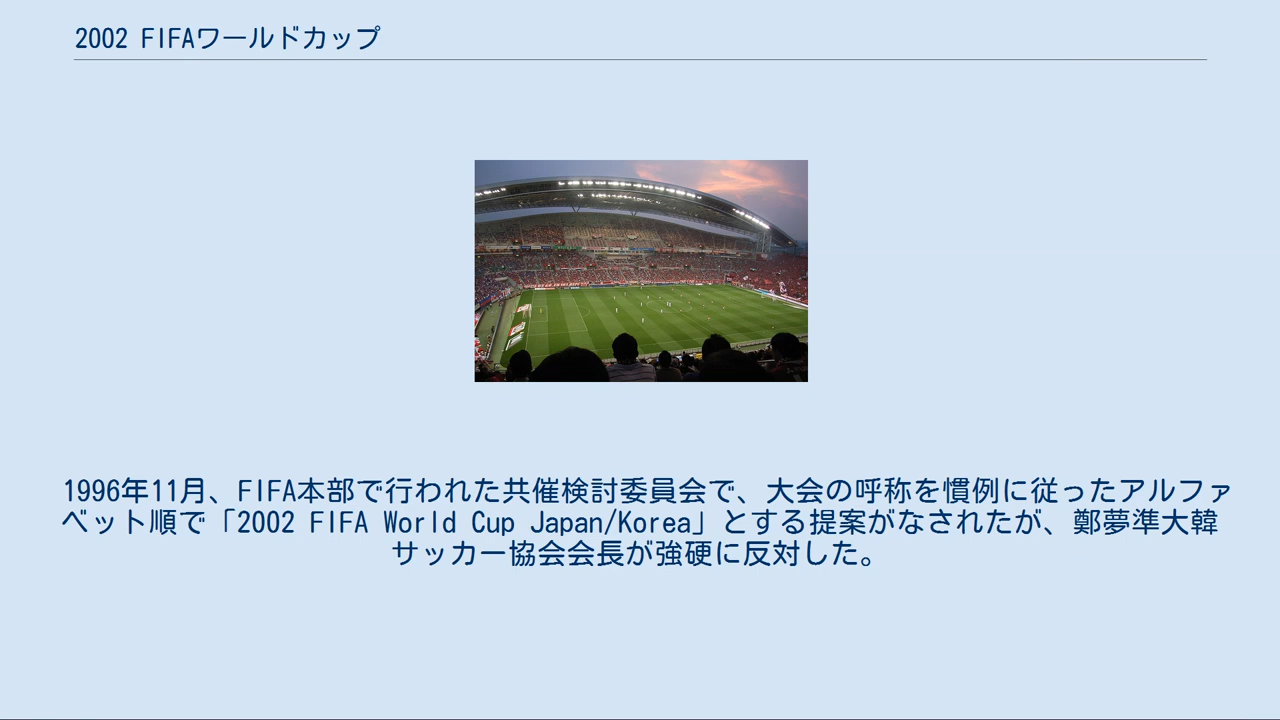 2002 FIFAワールドカップ
1996年11月、FIFA本部で行われた共催検討委員会で、大会の呼称を慣例に従ったアルファ
ベット順で「2002 FIFA World Cup Japan/Korea」とする提案がなされたが、鄭夢準大韓
サッカー協会会長が強硬に反対した。